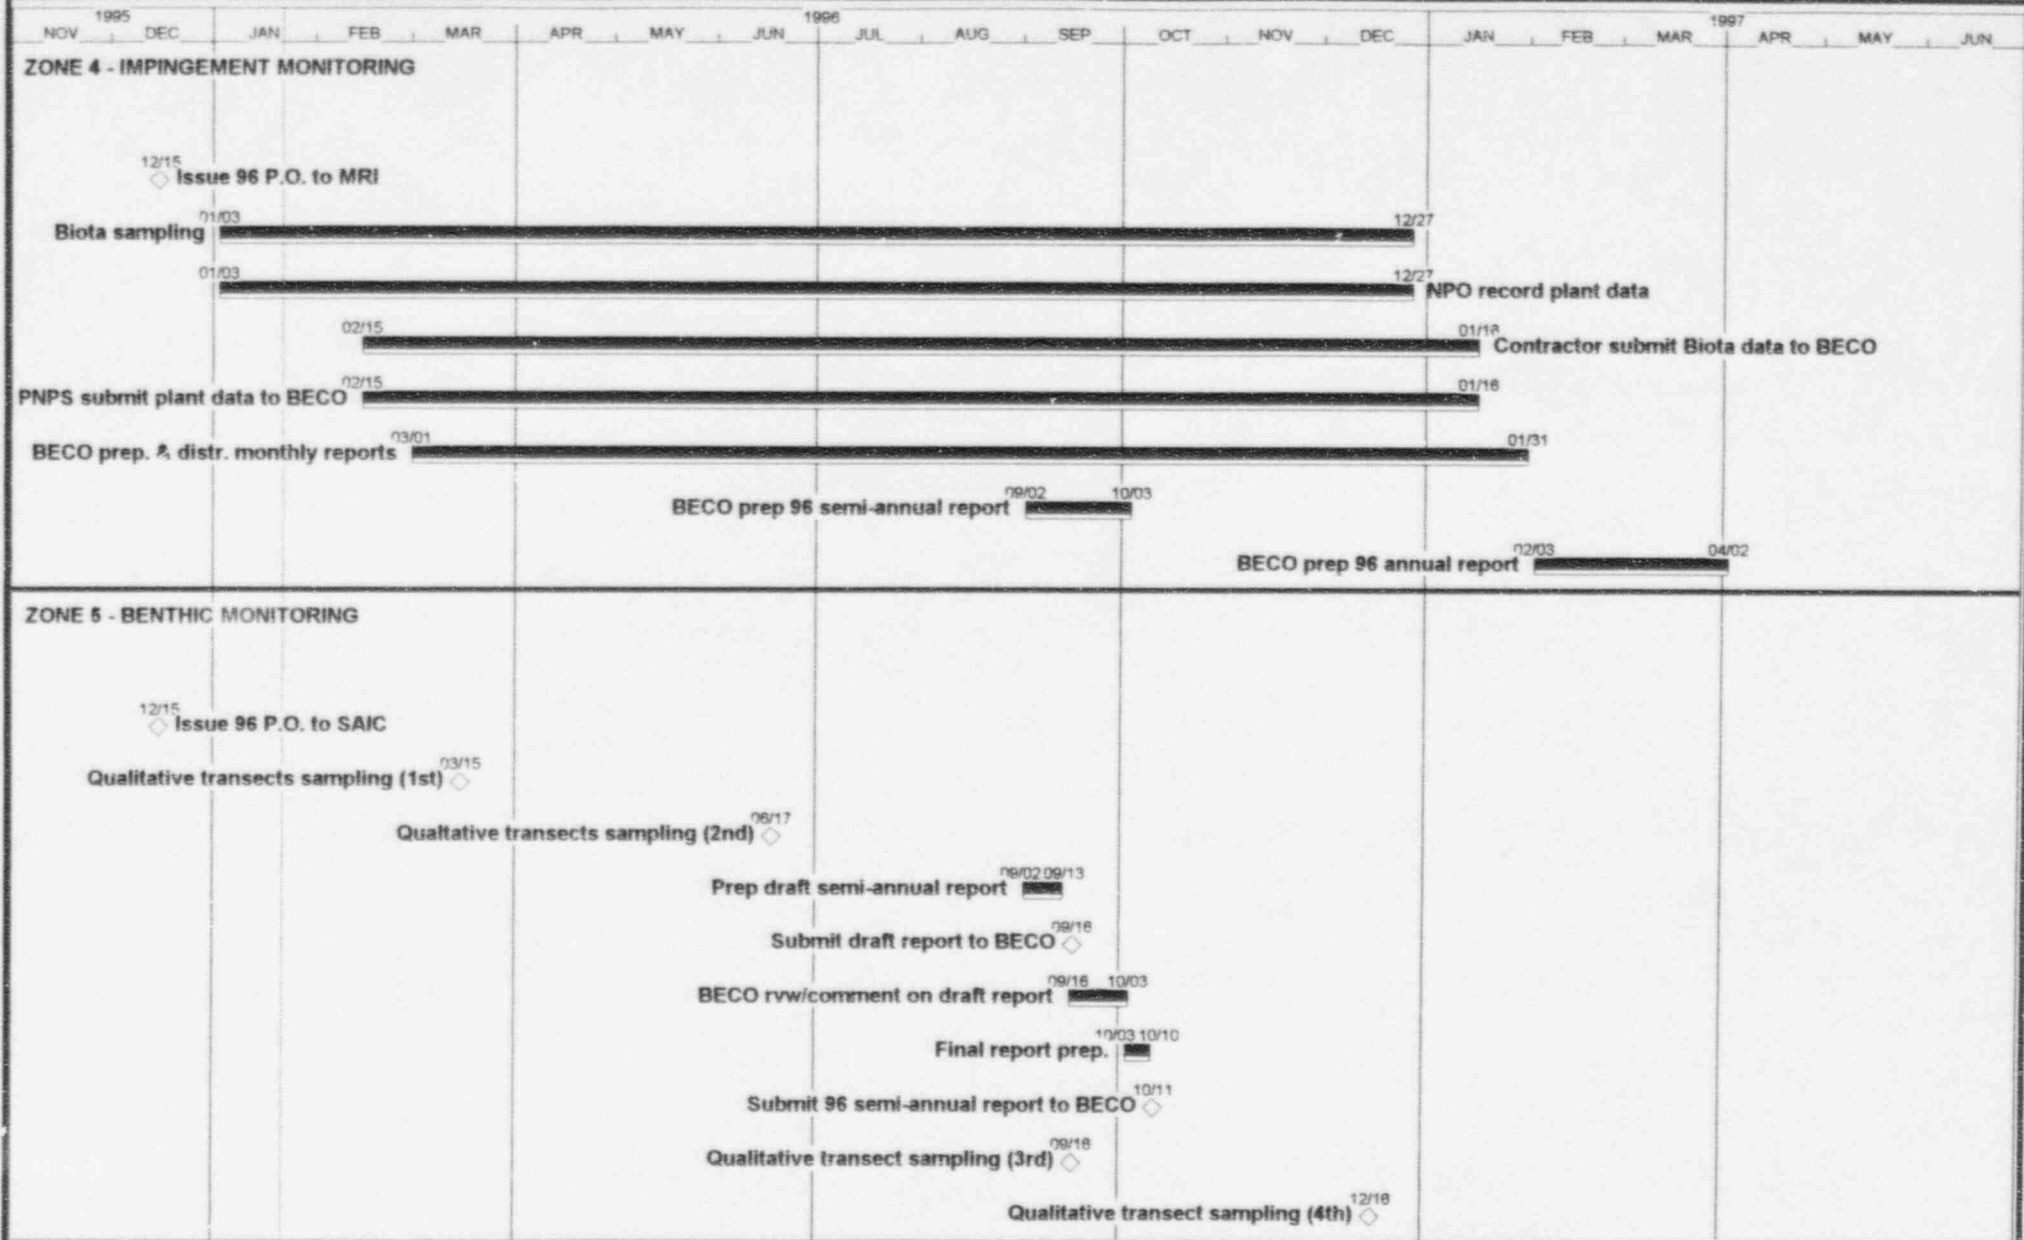 1995 1996 1997
NOV DEC JAN FEB MAR APR MAY JUN JUL AUG SEP OCT NOV DEC JAN FEB MAR APR MAY JUN
ZONE 4 - IMPINGEMENT MONITORING
12/15
Issue 96 P.O. to MRI
01/03 12/27
Biota sampling
01/03 12/27
NPO record plant data
02/15 01/16
Contractor submit Biota data to BECO
02/15 01/16
PNPS submit plant data to BECO
03/01 01/31
BECO prep. & distr. monthly reports
09/02 10/03
BECO prep 96 semi-annual report
02/03 04/02
BECO prep 96 annual report
ZONE 5 - BENTHIC MONITORING
12/15
Issue 96 P.O. to SAIC
03/15
Qualitative transects sampling (1st)
06/17
Qualtative transects sampling (2nd)
09/02 09/13
Prep draft semi-annual report
09/16
Submit draft report to BECO
09/16 10/03
BECO rvw/comment on draft report
10/03 10/10
Final report prep.
10/11
Submit 96 semi-annual report to BECO
09/16
Qualitative transect sampling (3rd)
12/16
Qualitative transect sampling (4th)